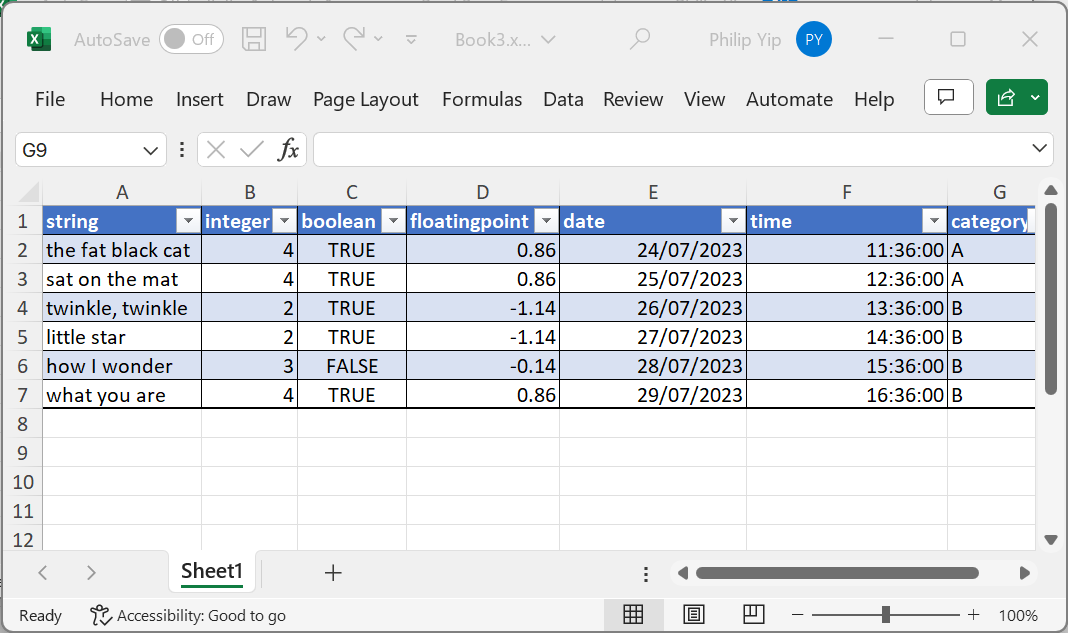 AutoSave Off Book3.x... Philip Yip PY
File Home Insert Draw Page Layout Formulas Data Review View Automate Help
G9 fx
A B C D E F G
1 string integer boolean floatingpoint date time category
2 the fat black cat 4 TRUE 0.86 24/07/2023 11:36:00 A
3 sat on the mat 4 TRUE 0.86 25/07/2023 12:36:00 A
4 twinkle, twinkle 2 TRUE -1.14 26/07/2023 13:36:00 B
5 little star 2 TRUE -1.14 27/07/2023 14:36:00 B
6 how I wonder 3 FALSE -0.14 28/07/2023 15:36:00 B
7 what you are 4 TRUE 0.86 29/07/2023 16:36:00 B
8
9
10
11
12
Sheet1
Ready Accessibility: Good to go 100%